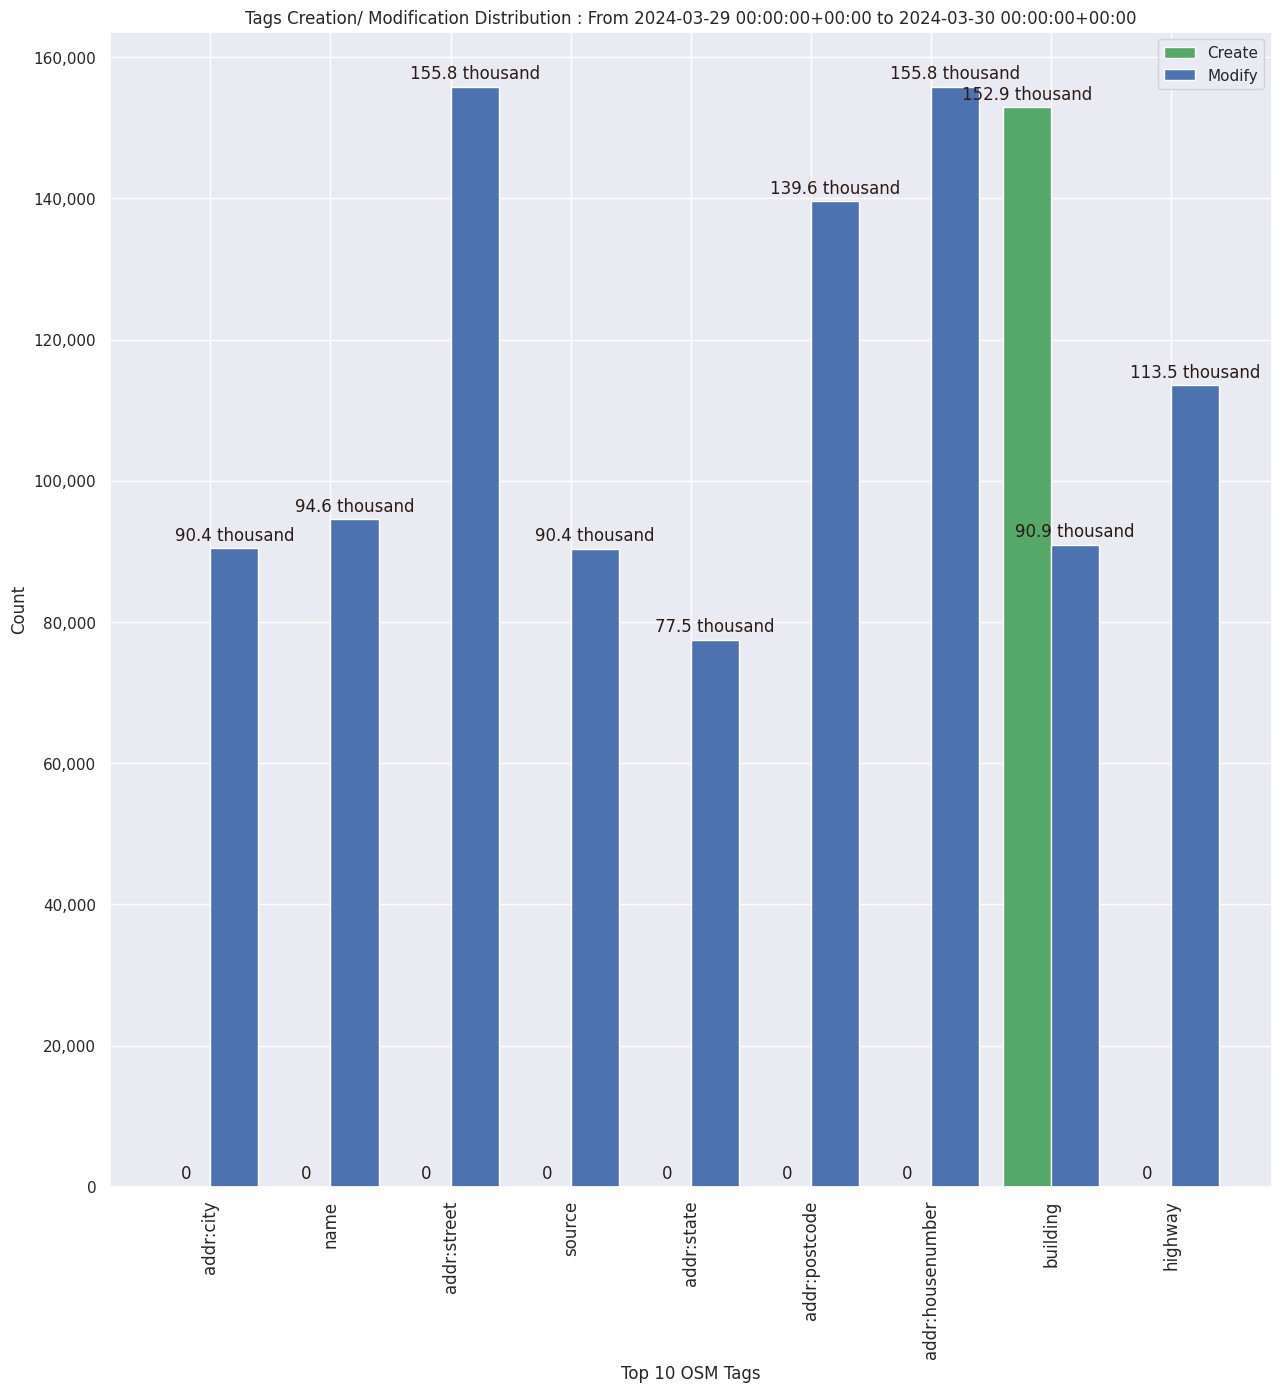 Tags Creation/ Modification Distribution : From 2024-03-29 00:00:00+00:00 to 2024-03-30 00:00:00+00:00
Create
Modify
160,000
140,000
120,000
100,000
80,000
60,000
40,000
20,000
0
Count
0
90.4 thousand
0
94.6 thousand
0
155.8 thousand
0
90.4 thousand
0
77.5 thousand
0
139.6 thousand
0
155.8 thousand
152.9 thousand
90.9 thousand
0
113.5 thousand
addr:city
name
addr:street
source
addr:state
addr:postcode
addr:housenumber
building
highway
Top 10 OSM Tags